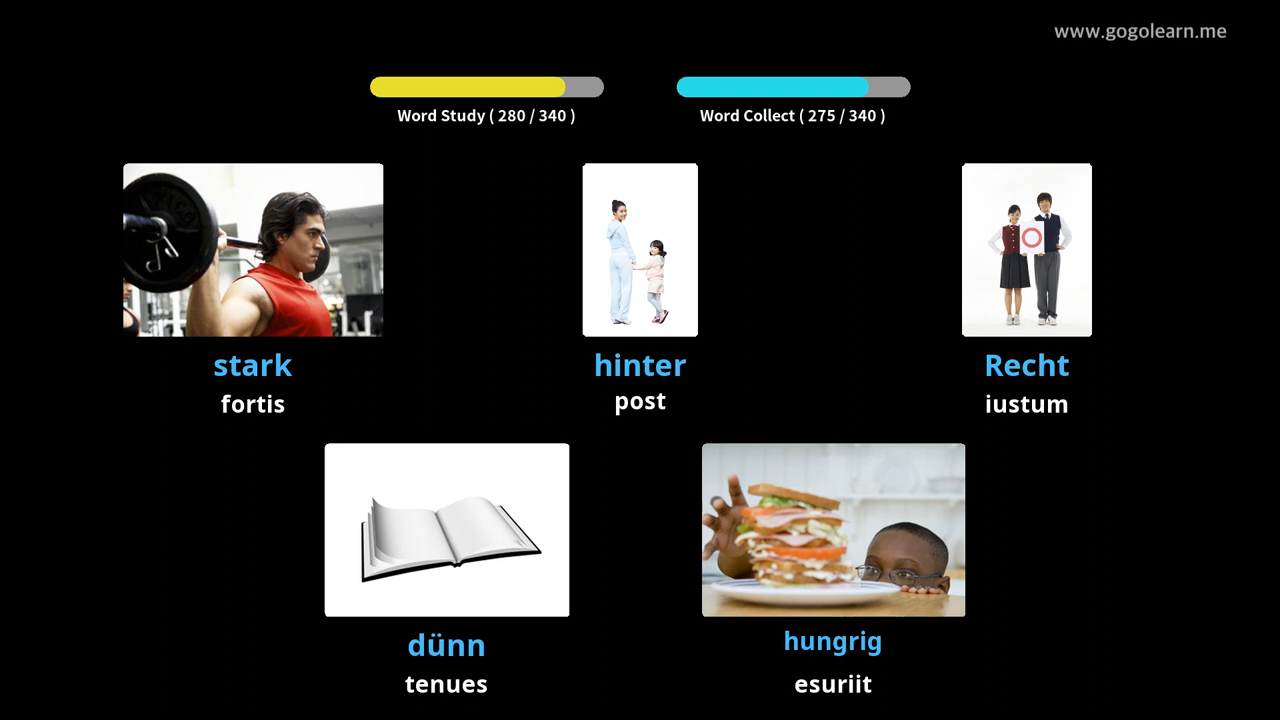 www.gogolearn.me
Word Study ( 280 / 340 )
Word Collect ( 275 / 340 )
stark
fortis
hinter
post
Recht
iustum
dünn
tenues
hungrig
esuriit